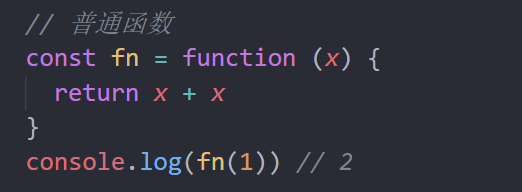 // 普通函数
const fn = function (x) {
  return x + x
}
console.log(fn(1)) // 2